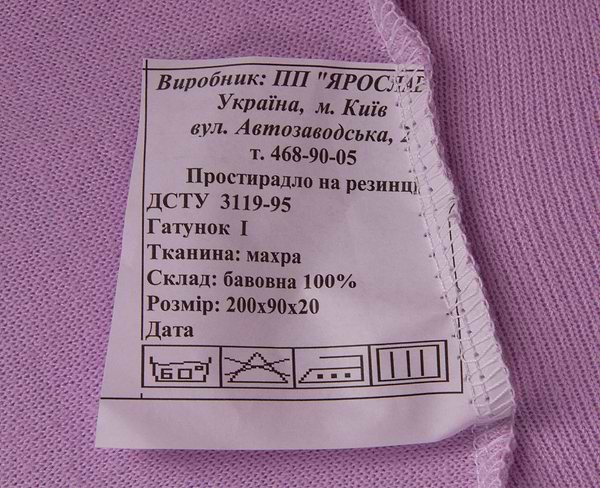 Виробник: ПП "ЯРОСЛАВ
Україна, м. Київ
вул. Автозаводська, 2
т. 468-90-05
Простирадло на резинці
ДСТУ 3119-95
Гатунок I
Тканина: махра
Склад: бавовна 100%
Розмір: 200х90х20
Дата
60°